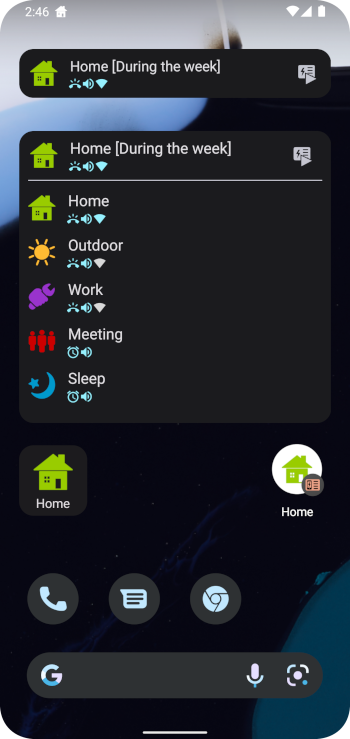 2:46
Home [During the week]
Home [During the week]
Home
Outdoor
Work
Meeting
Sleep
Home
Home